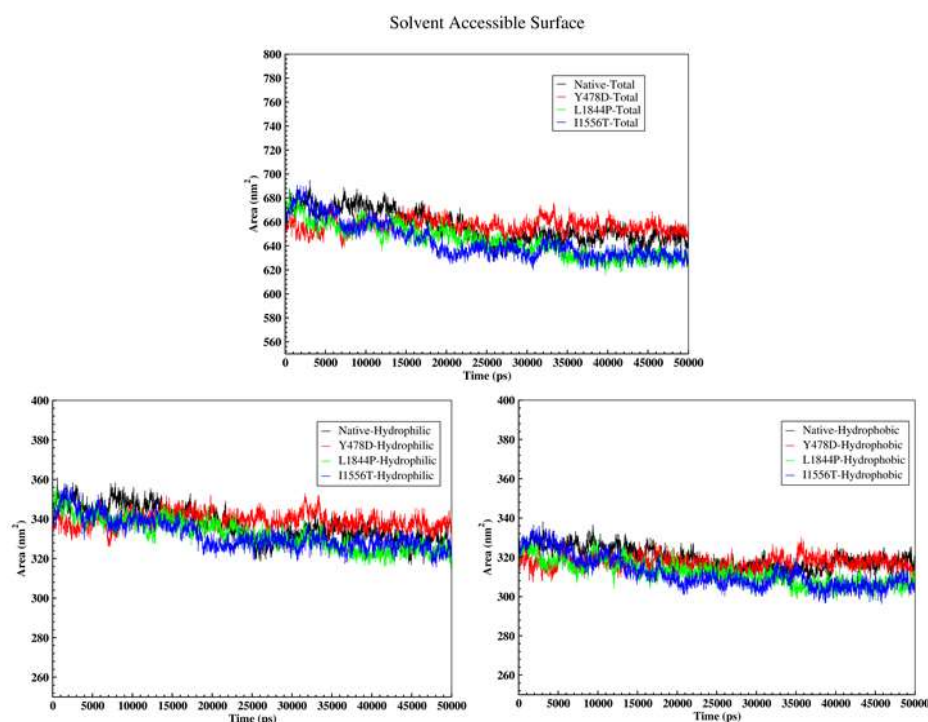 Solvent Accessible Surface
800
780
760
740
720
700
680
660
640
620
600
580
560
Area (nm²)
Native-Total
Y478D-Total
L1844P-Total
I1556T-Total
0 5000 10000 15000 20000 25000 30000 35000 40000 45000 50000
Time (ps)
400
380
360
340
320
300
280
260
Area (nm²)
Native-Hydrophilic
Y478D-Hydrophilic
L1844P-Hydrophilic
I1556T-Hydrophilic
0 5000 10000 15000 20000 25000 30000 35000 40000 45000 50000
Time (ps)
400
380
360
340
320
300
280
260
Area (nm²)
Native-Hydrophobic
Y478D-Hydrophobic
L1844P-Hydrophobic
I1556T-Hydrophobic
0 5000 10000 15000 20000 25000 30000 35000 40000 45000 50000
Time (ps)